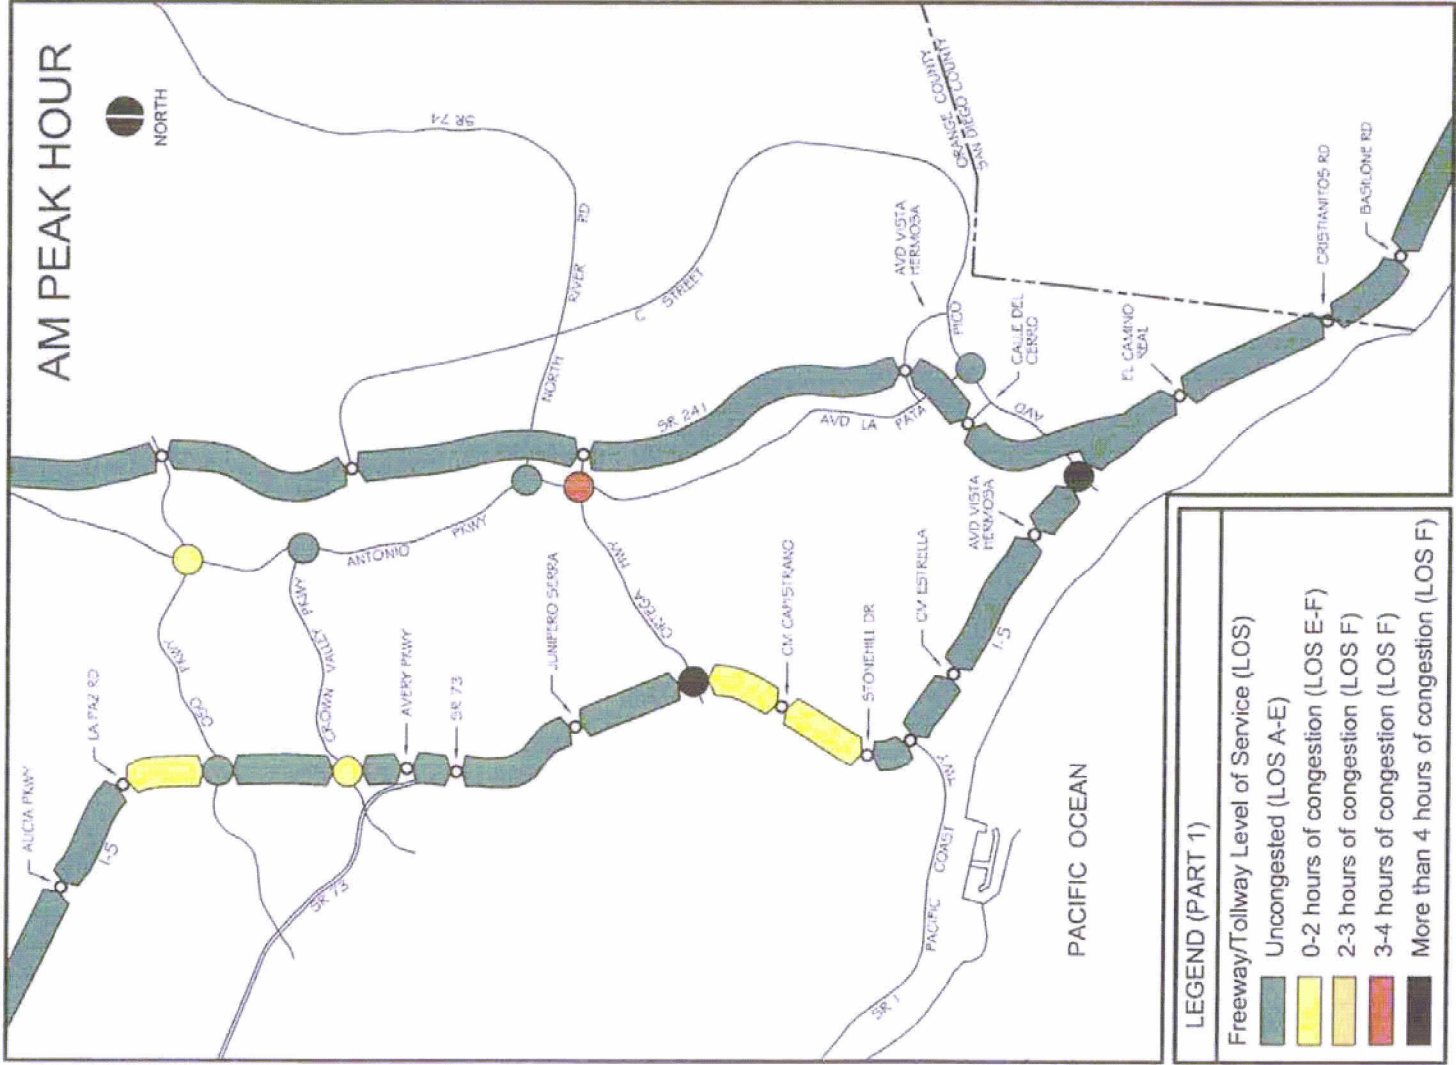 AM PEAK HOUR
NORTH
SR 74
ORANGE COUNTY
SAN DIEGO COUNTY
NORTH RIVER RD
C STREET
AVD VISTA
HERMOSA
PICO
CALLE DEL
CERRO
EL CAMINO
REAL
CRISTIANITOS RD
BASILONE RD
SR 241
AVD LA PATA
AVD
ANTONIO PKWY
ORTEGA HWY
OSO PKWY
CROWN VALLEY PKWY
ALICIA PKWY
LA PAZ RD
AVERY PKWY
SR 73
JUNIPERO SERRA
CM CAPISTRANO
STONEHILL DR
CM ESTRELLA
AVD VISTA
HERMOSA
I-5
I-5
SR 73
SR 1
PACIFIC COAST HWY
PACIFIC OCEAN
LEGEND (PART 1)
Freeway/Tollway Level of Service (LOS)
Uncongested (LOS A-E)
0-2 hours of congestion (LOS E-F)
2-3 hours of congestion (LOS F)
3-4 hours of congestion (LOS F)
More than 4 hours of congestion (LOS F)